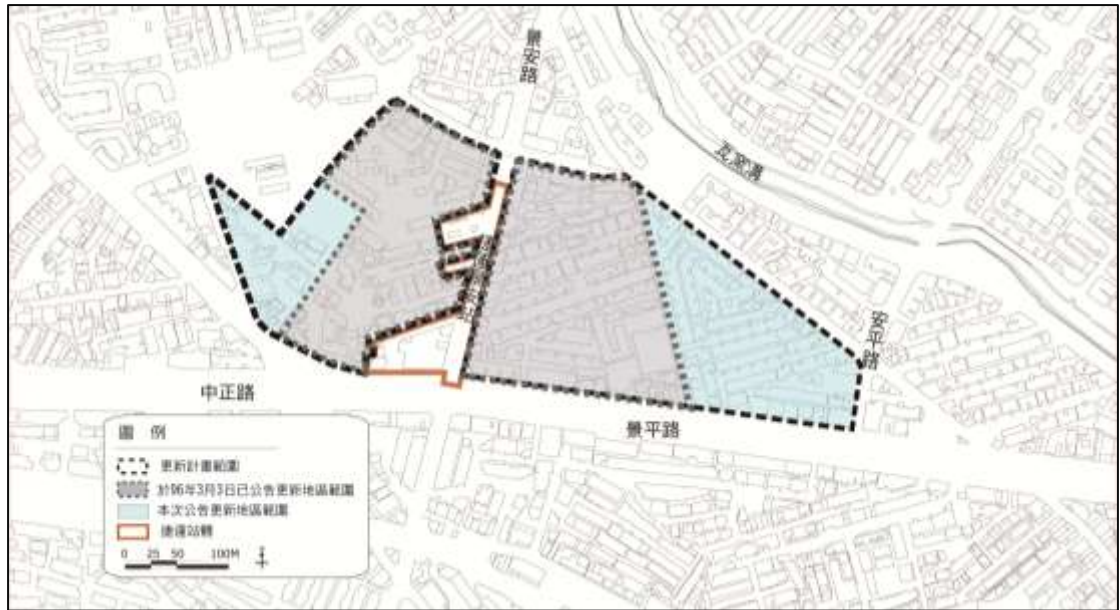 景安路
瓦窯溝
安平路
中正路
景平路
圖 例
更新計畫範圍
於96年3月3日已公告更新地區範圍
本次公告更新地區範圍
捷運站體
0 25 50 100M